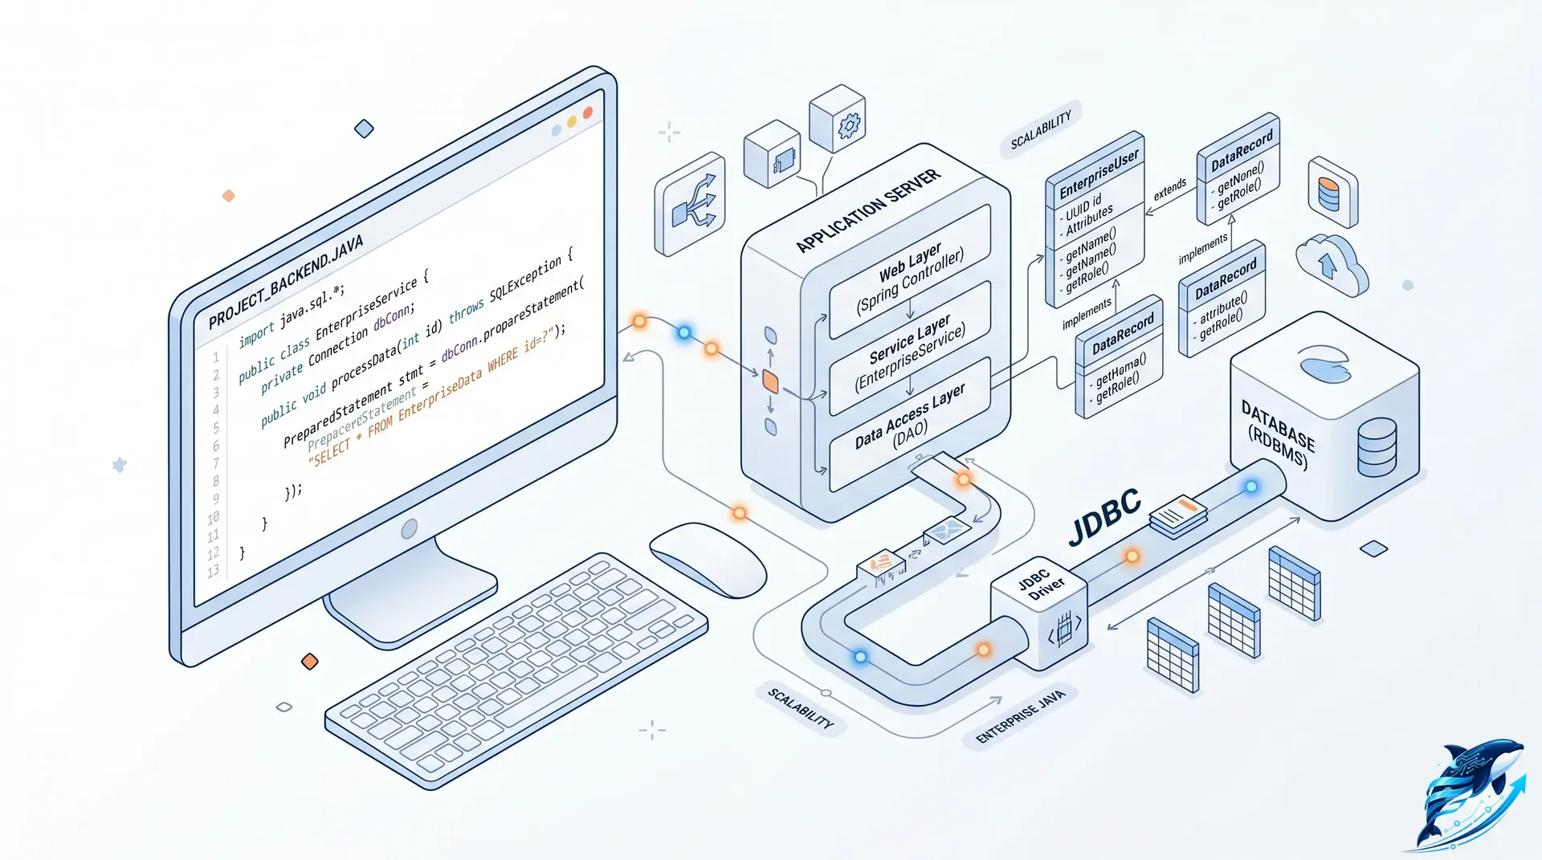 PROJECT_BACKEND.JAVA
1
2
3
4
5
6
7
8
9
10
11
12
13
import java.sql.*;
public class EnterpriseService {
private Connection dbConn;
public void processData(int id) throws SQLException {
PreparedStatement stmt = dbConn.prepareStatement(
PrepacereStatement =
"SELECT * FROM EnterpriseData WHERE id=?");
});
}
}
APPLICATION SERVER
Web Layer
(Spring Controller)
Service Layer
(EnterpriseService)
Data Access Layer
(DAO)
SCALABILITY
EnterpriseUser
- UUID id
- Attributes
- getName()
- getName()
- getRole()
extends
DataRecord
- getNone()
- getRole()
implements
DataRecord
- attribute()
- getRole()
implements
DataRecord
- getHama()
- getRole()
DATABASE
(RDBMS)
JDBC
JDBC
Driver
SCALABILITY
ENTERPRISE JAVA